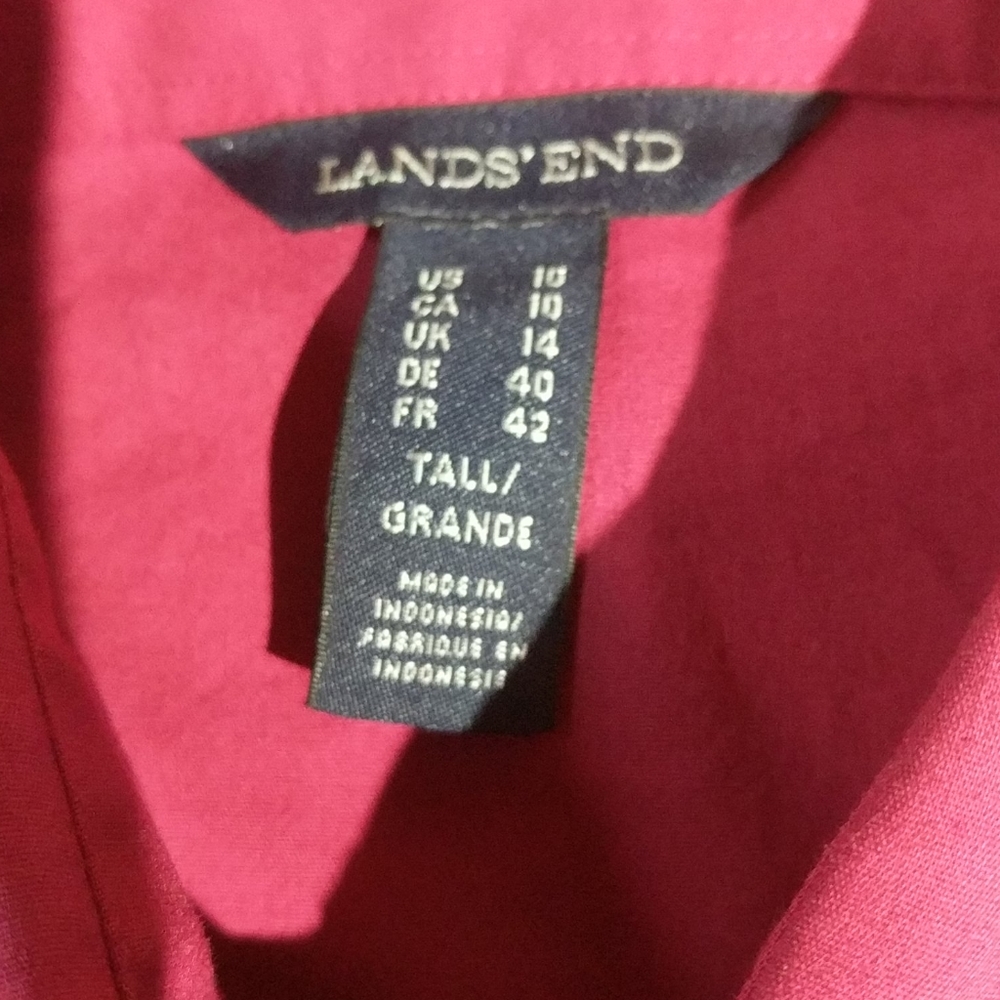 LANDS' END
US 10
CA 10
UK 14
DE 40
FR 42
TALL/
GRANDE
MADE IN
INDONESIA/
FABRIQUE EN
INDONESIE